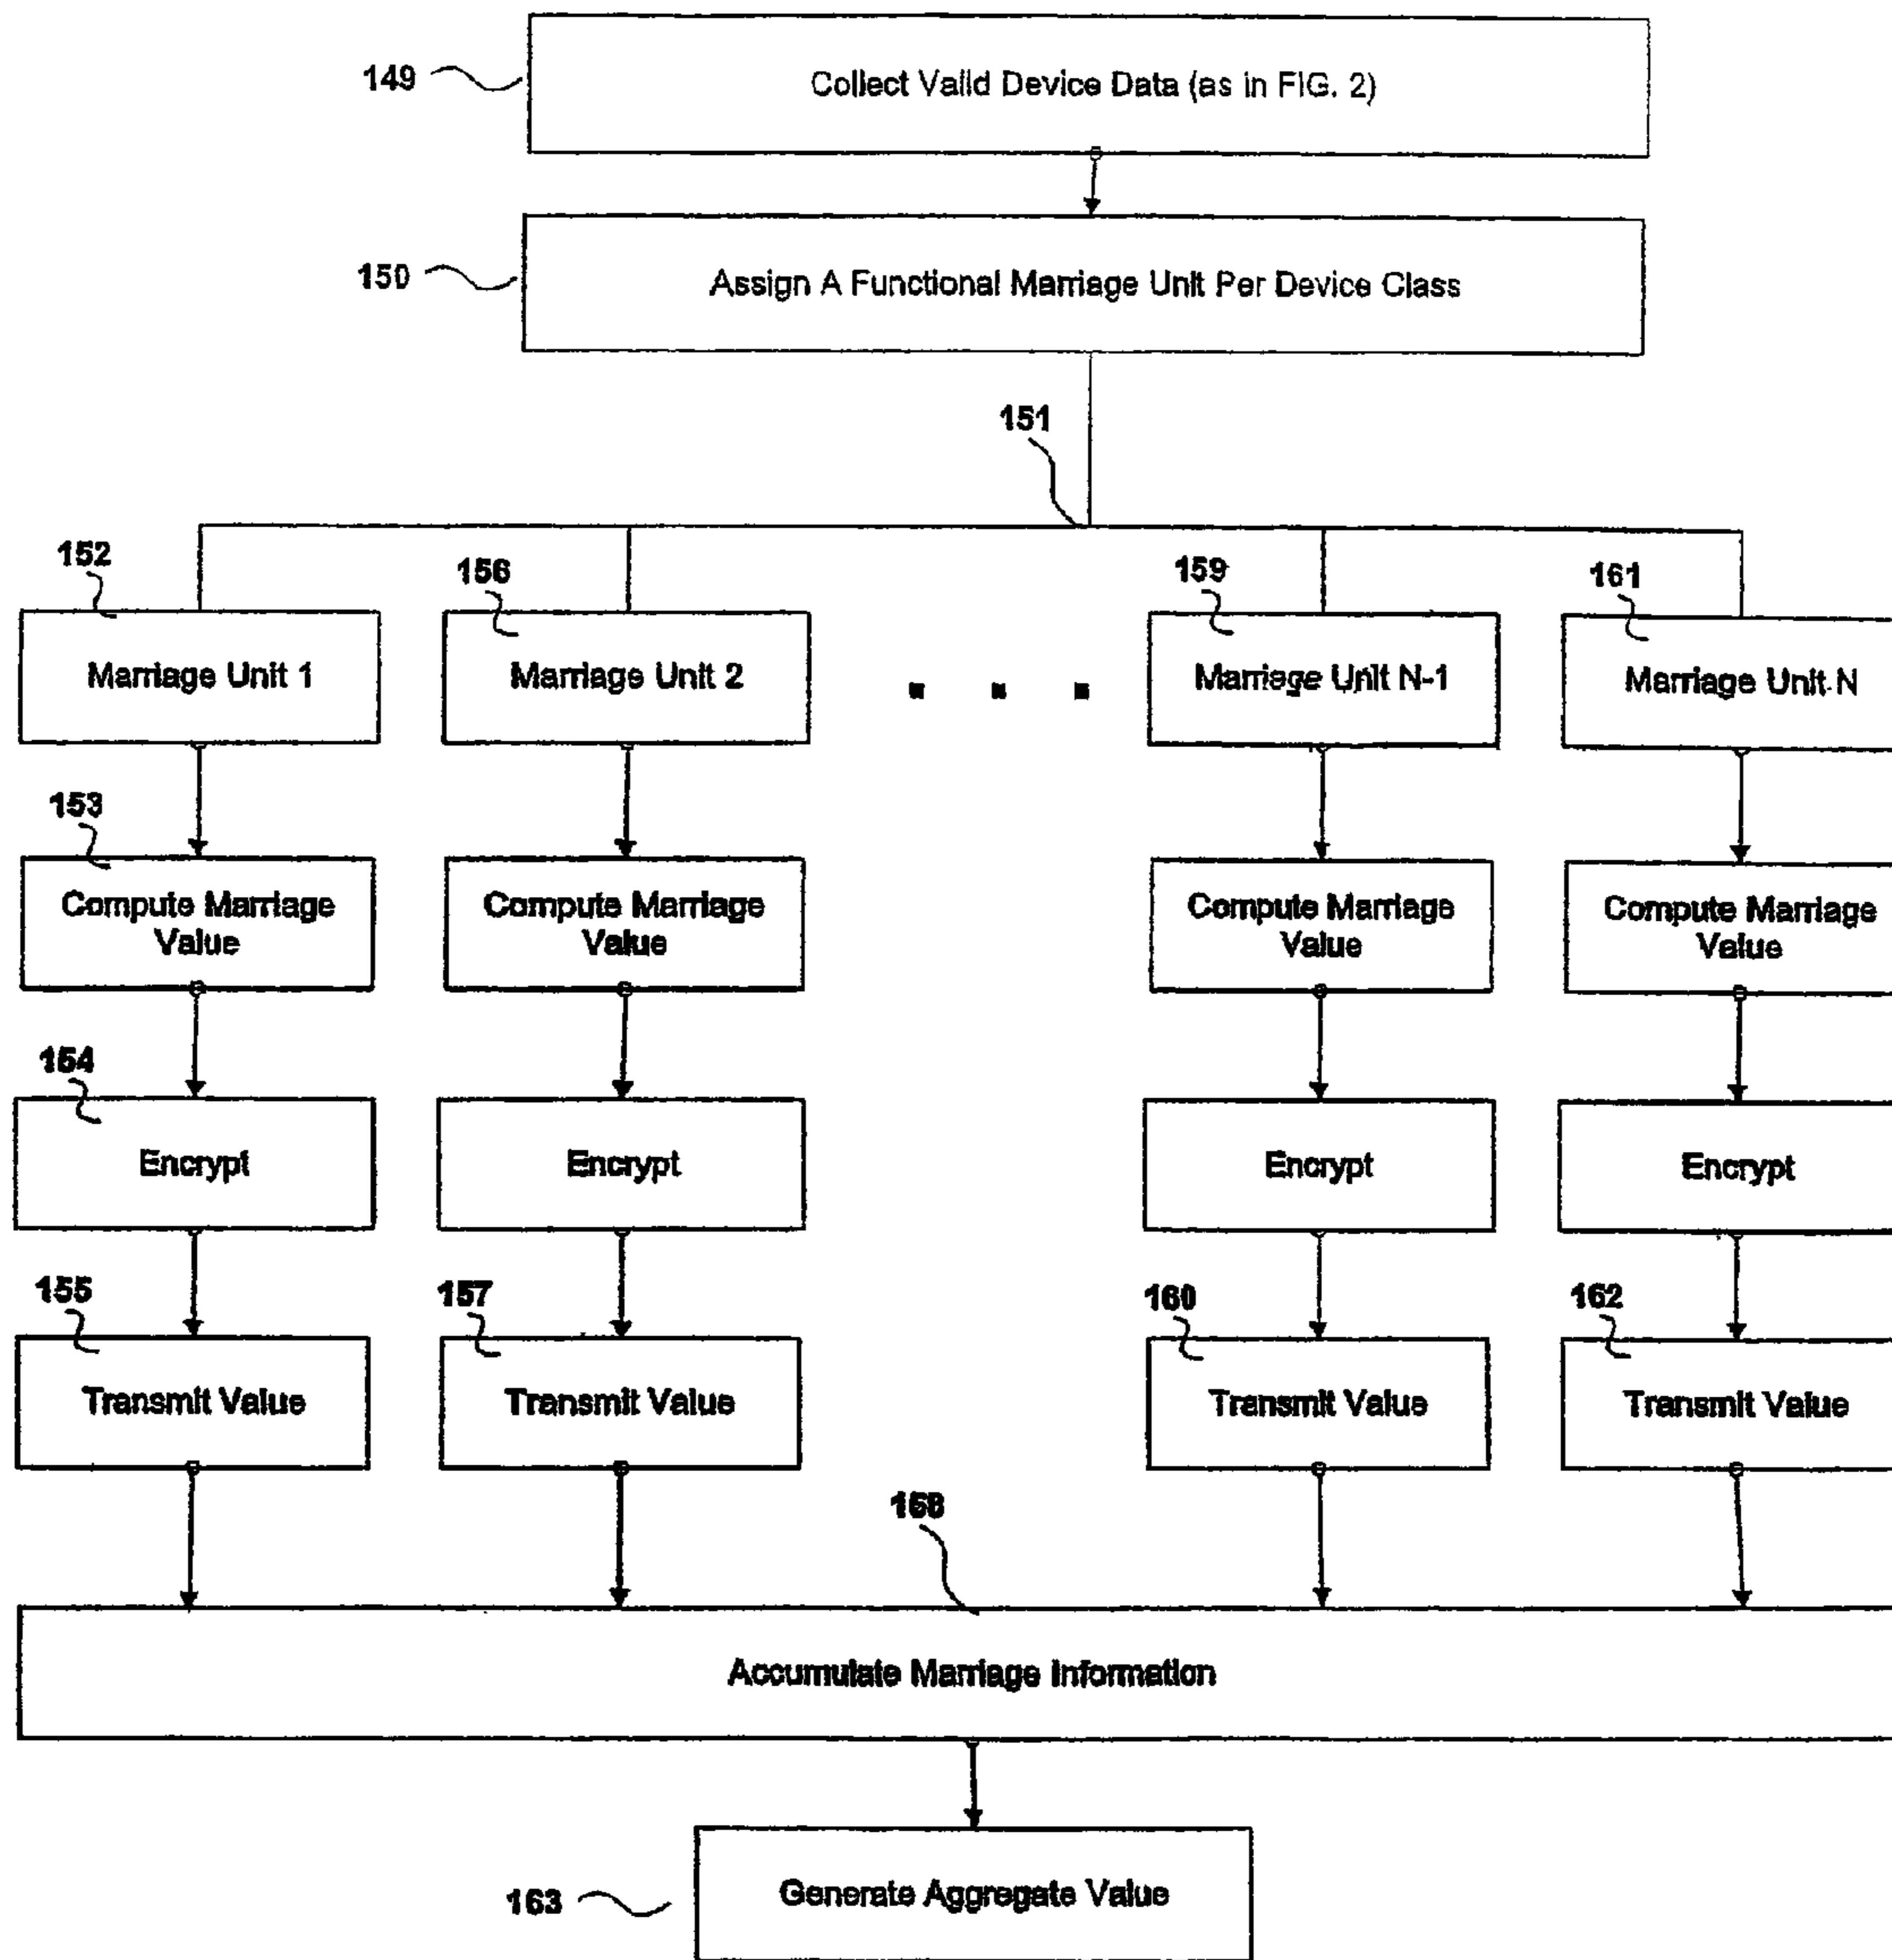 149
Collect Valid Device Data (as in FIG. 2)
150
Assign A Functional Marriage Unit Per Device Class
151
152
156
159
161
Marriage Unit 1
Marriage Unit 2
. . .
Marriage Unit N-1
Marriage Unit N
153
Compute Marriage
Value
Compute Marriage
Value
Compute Marriage
Value
Compute Marriage
Value
154
Encrypt
Encrypt
Encrypt
Encrypt
155
157
160
162
Transmit Value
Transmit Value
Transmit Value
Transmit Value
158
Accumulate Marriage Information
163
Generate Aggregate Value